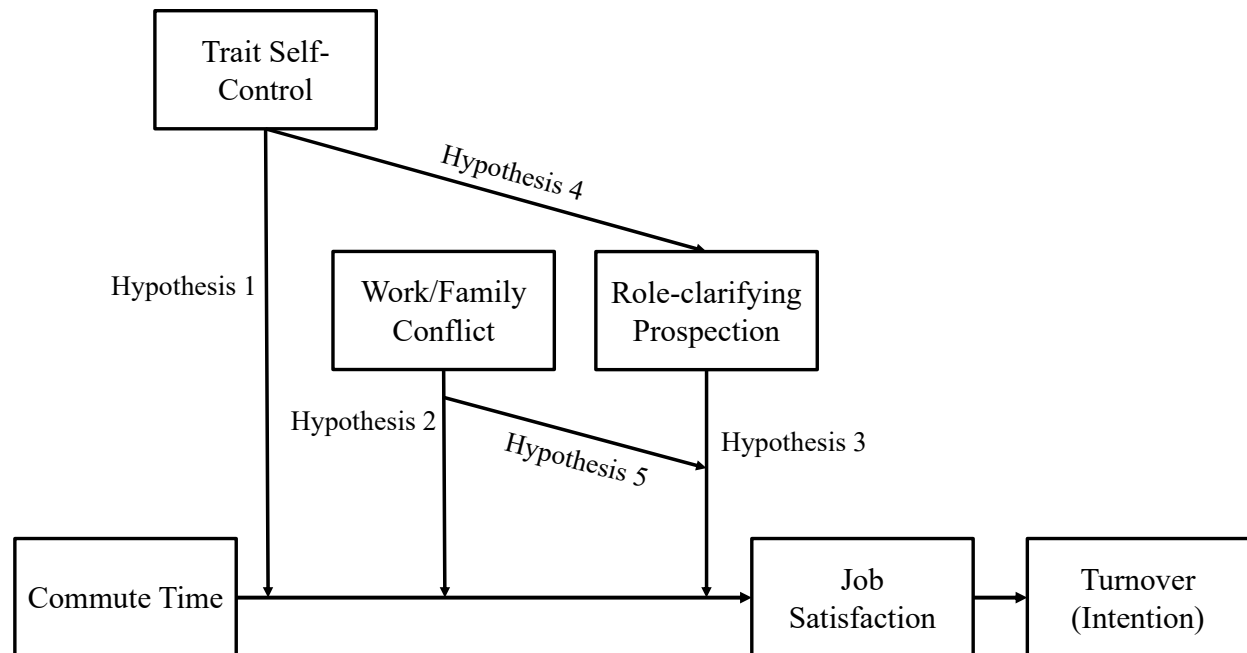 Trait Self-
Control
Hypothesis 4
Hypothesis 1
Work/Family
Conflict
Role-clarifying
Prospection
Hypothesis 2
Hypothesis 5
Hypothesis 3
Commute Time
Job
Satisfaction
Turnover
(Intention)